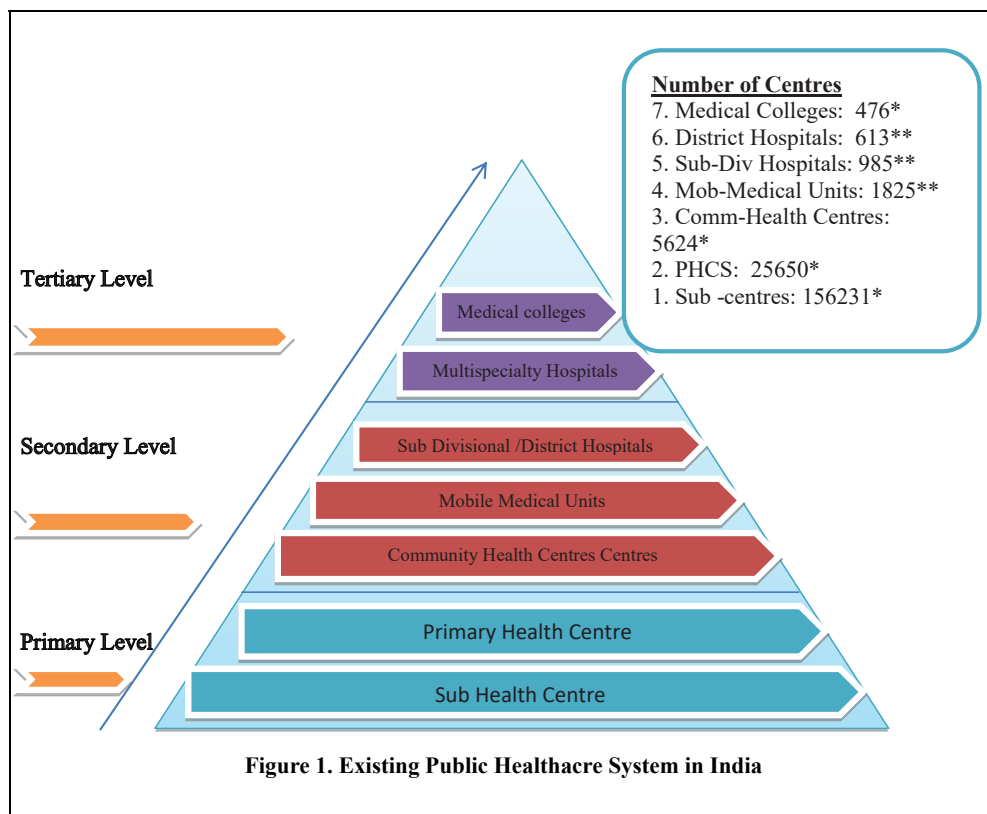 Number of Centres
7. Medical Colleges:  476*
6. District Hospitals:  613**
5. Sub-Div Hospitals: 985**
4. Mob-Medical Units: 1825**
3. Comm-Health Centres:
5624*
2. PHCS:  25650*
1. Sub -centres: 156231*
Tertiary Level
Medical colleges
Multispecialty Hospitals
Secondary Level
Sub Divisional /District Hospitals
Mobile Medical Units
Community Health Centres Centres
Primary Level
Primary Health Centre
Sub Health Centre
Figure 1. Existing Public Healthacre System in India